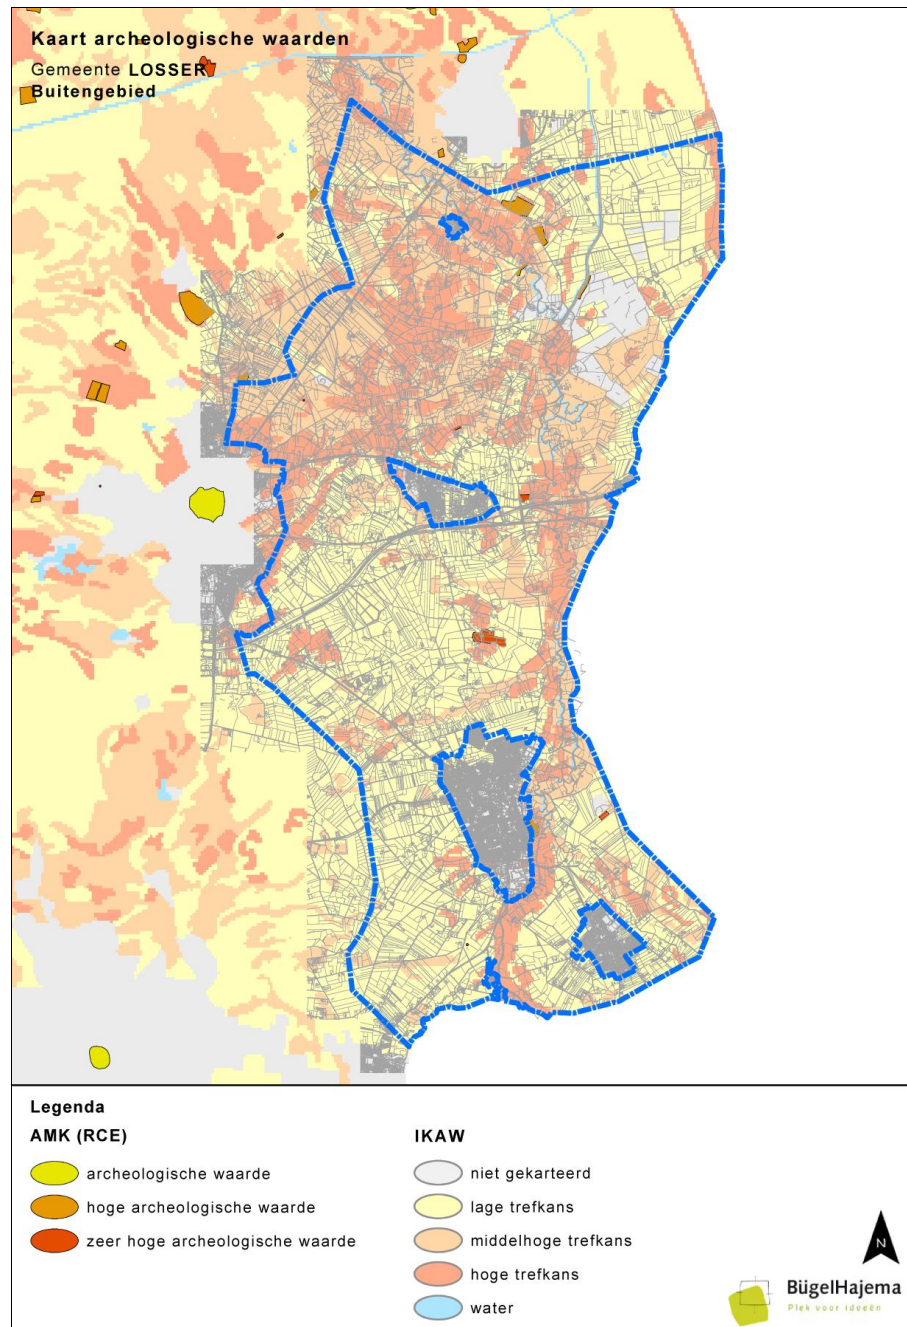 Kaart archeologische waarden
Gemeente LOSSER
Buitengebied
Legenda
AMK (RCE)
archeologische waarde
hoge archeologische waarde
zeer hoge archeologische waarde
IKAW
niet gekarteerd
lage trefkans
middelhoge trefkans
hoge trefkans
water
N
BügelHajema
Plek voor ideeën